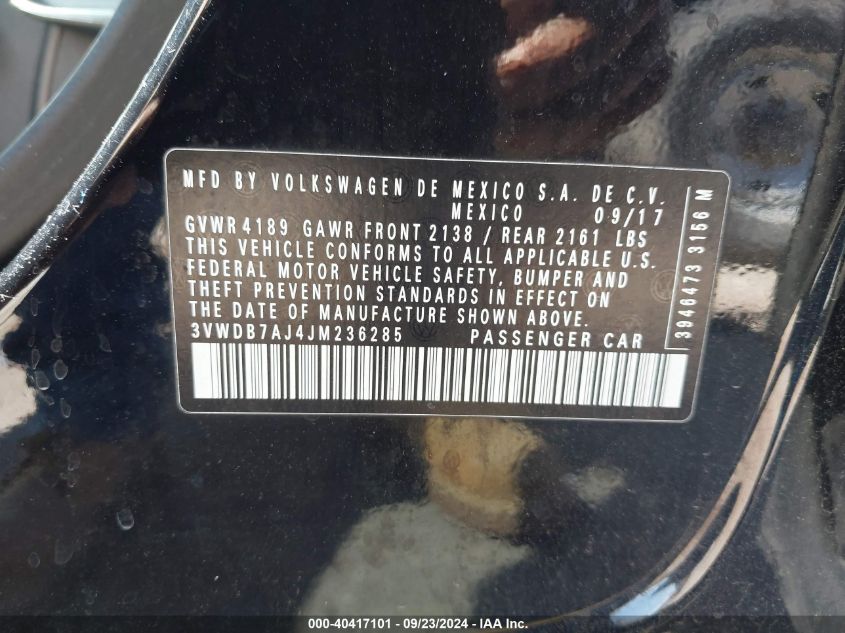 MFD BY VOLKSWAGEN DE MEXICO S.A. DE C.V.
MEXICO 09/17
GVWR 4189 GAWR FRONT 2138 / REAR 2161 LBS
THIS VEHICLE CONFORMS TO ALL APPLICABLE U.S.
FEDERAL MOTOR VEHICLE SAFETY, BUMPER AND
THEFT PREVENTION STANDARDS IN EFFECT ON
THE DATE OF MANUFACTURE SHOWN ABOVE.
3VWDB7AJ4JM236285 PASSENGER CAR
3946473 3156 M
000-40417101 - 09/23/2024 - IAA Inc.